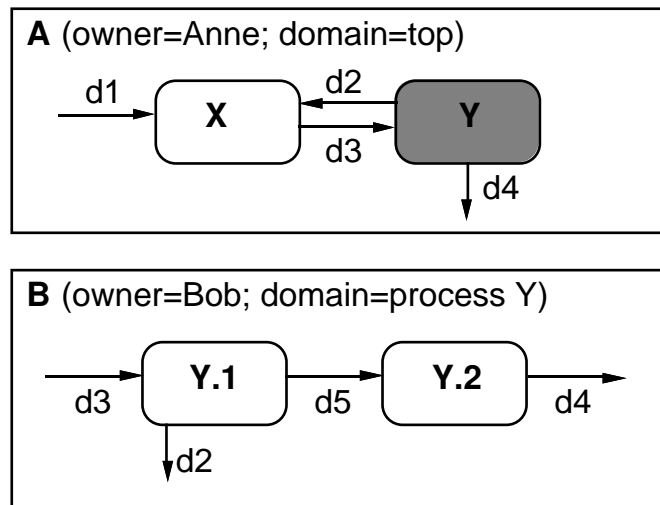 A (owner=Anne; domain=top)
d1
X
d2
d3
Y
d4
B (owner=Bob; domain=process Y)
d3
Y.1
d2
d5
Y.2
d4